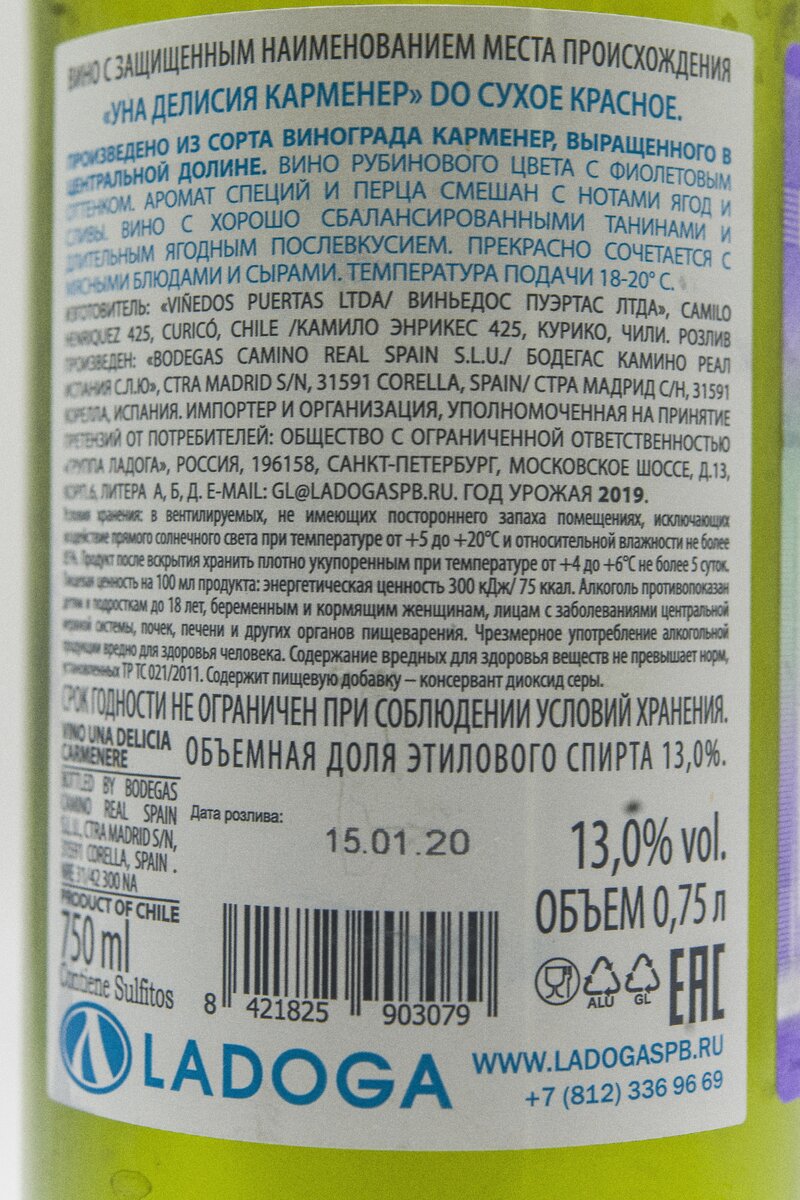 ВИНО С ЗАЩИЩЕННЫМ НАИМЕНОВАНИЕМ МЕСТА ПРОИСХОЖДЕНИЯ
«УНА ДЕЛИСИЯ КАРМЕНЕР» DO СУХОЕ КРАСНОЕ.
ПРОИЗВЕДЕНО ИЗ СОРТА ВИНОГРАДА КАРМЕНЕР, ВЫРАЩЕННОГО В
ЦЕНТРАЛЬНОЙ ДОЛИНЕ. ВИНО РУБИНОВОГО ЦВЕТА С ФИОЛЕТОВЫМ
ОТТЕНКОМ. АРОМАТ СПЕЦИЙ И ПЕРЦА СМЕШАН С НОТАМИ ЯГОД И
СЛИВЫ. ВИНО С ХОРОШО СБАЛАНСИРОВАННЫМИ ТАНИНАМИ И
ДЛИТЕЛЬНЫМ ЯГОДНЫМ ПОСЛЕВКУСИЕМ. ПРЕКРАСНО СОЧЕТАЕТСЯ С
МЯСНЫМИ БЛЮДАМИ И СЫРАМИ. ТЕМПЕРАТУРА ПОДАЧИ 18-20° С.
ИЗГОТОВИТЕЛЬ: «VIÑEDOS PUERTAS LTDA/ ВИНЬЕДОС ПУЭРТАС ЛТДА», CAMILO
HENRIQUEZ 425, CURICÓ, CHILE /КАМИЛО ЭНРИКЕС 425, КУРИКО, ЧИЛИ. РОЗЛИВ
ПРОИЗВЕДЕН: «BODEGAS CAMINO REAL SPAIN S.L.U./ БОДЕГАС КАМИНО РЕАЛ
ИСПАНИЯ С.Л.Ю», CTRA MADRID S/N, 31591 CORELLA, SPAIN/ СТРА МАДРИД С/Н, 31591
КОРЕЛЛА, ИСПАНИЯ. ИМПОРТЕР И ОРГАНИЗАЦИЯ, УПОЛНОМОЧЕННАЯ НА ПРИНЯТИЕ
ПРЕТЕНЗИЙ ОТ ПОТРЕБИТЕЛЕЙ: ОБЩЕСТВО С ОГРАНИЧЕННОЙ ОТВЕТСТВЕННОСТЬЮ
«ГРУППА ЛАДОГА», РОССИЯ, 196158, САНКТ-ПЕТЕРБУРГ, МОСКОВСКОЕ ШОССЕ, Д.13,
КОРП.6, ЛИТЕРА А, Б, Д. E-MAIL: GL@LADOGASPB.RU. ГОД УРОЖАЯ 2019.
Условия хранения: в вентилируемых, не имеющих постороннего запаха помещениях, исключающих
воздействие прямого солнечного света при температуре от +5 до +20°С и относительной влажности не более
85%. Продукт после вскрытия хранить плотно укупоренным при температуре от +4 до +6°С не более 5 суток.
Пищевая ценность на 100 мл продукта: энергетическая ценность 300 кДж/ 75 ккал. Алкоголь противопоказан
детям и подросткам до 18 лет, беременным и кормящим женщинам, лицам с заболеваниями центральной
нервной системы, почек, печени и других органов пищеварения. Чрезмерное употребление алкогольной
продукции вредно для здоровья человека. Содержание вредных для здоровья веществ не превышает норм,
установленных ТР ТС 021/2011. Содержит пищевую добавку – консервант диоксид серы.
СРОК ГОДНОСТИ НЕ ОГРАНИЧЕН ПРИ СОБЛЮДЕНИИ УСЛОВИЙ ХРАНЕНИЯ.
ОБЪЕМНАЯ ДОЛЯ ЭТИЛОВОГО СПИРТА 13,0%.
VINO UNA DELICIA
CARMENERE
BOTTLED BY BODEGAS
CAMINO REAL SPAIN
S.L.U., CTRA MADRID S/N,
31591 CORELLA, SPAIN .
31/42 300 NA
PRODUCT OF CHILE
750 ml
Contiene Sulfitos
Дата розлива:
15.01.20
13,0% vol.
ОБЪЕМ 0,75 л
ALU
GL
EAC
8 421825 903079
LADOGA
WWW.LADOGASPB.RU
+7 (812) 336 96 69